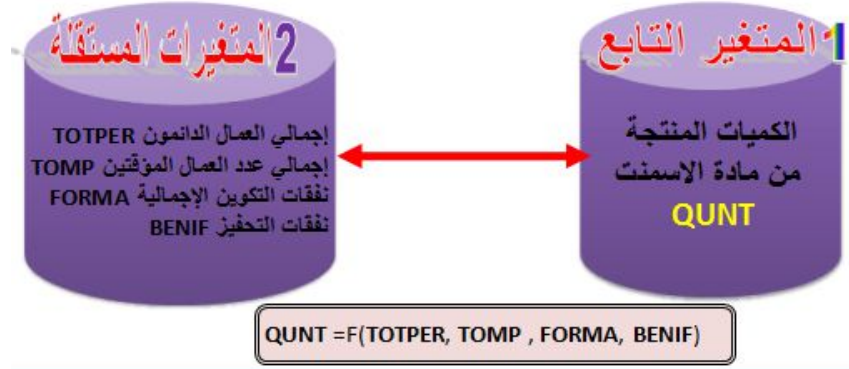 1 المتغير التابع
الكميات المنتجة
من مادة الاسمنت
QUNT
2 المتغيرات المستقلة
إجمالي العمال الدائمون TOTPER
إجمالي عدد العمال المؤقتين TOMP
نفقات التكوين الإجمالية FORMA
نفقات التحفيز BENIF
QUNT =F(TOTPER, TOMP , FORMA, BENIF)